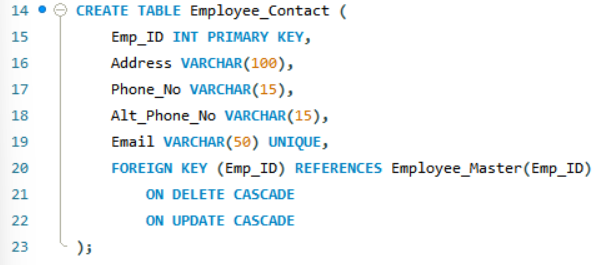 14 CREATE TABLE Employee_Contact (
15 Emp_ID INT PRIMARY KEY,
16 Address VARCHAR(100),
17 Phone_No VARCHAR(15),
18 Alt_Phone_No VARCHAR(15),
19 Email VARCHAR(50) UNIQUE,
20 FOREIGN KEY (Emp_ID) REFERENCES Employee_Master(Emp_ID)
21 ON DELETE CASCADE
22 ON UPDATE CASCADE
23 );